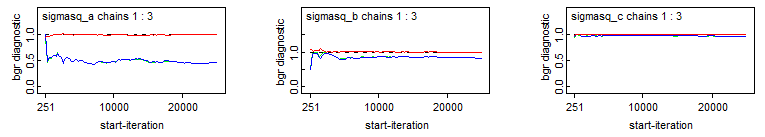 sigmasq_a chains 1 : 3
bgr diagnostic
0.0 0.5 1.0
251 10000 20000
start-iteration
sigmasq_b chains 1 : 3
bgr diagnostic
0.0 1.0
251 10000 20000
start-iteration
sigmasq_c chains 1 : 3
bgr diagnostic
0.0 0.5 1.0
251 10000 20000
start-iteration